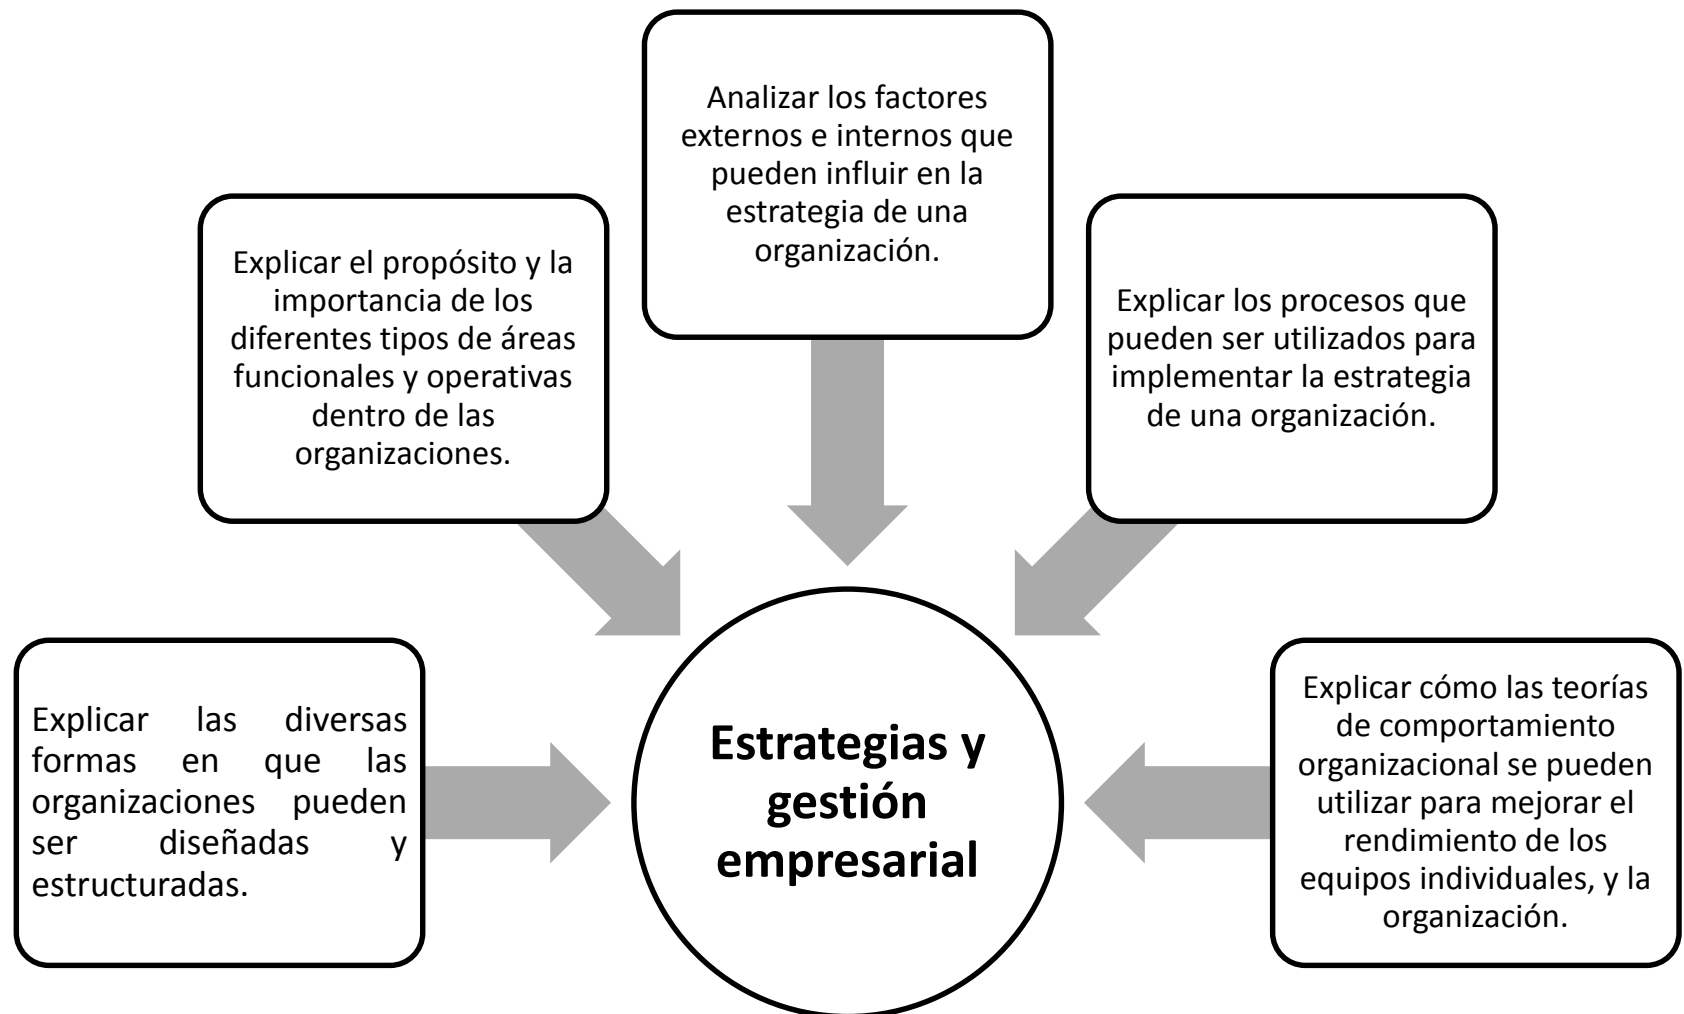 Analizar los factores
externos e internos que
pueden influir en la
estrategia de una
organización.
Explicar el propósito y la
importancia de los
diferentes tipos de áreas
funcionales y operativas
dentro de las
organizaciones.
Explicar los procesos que
pueden ser utilizados para
implementar la estrategia
de una organización.
Explicar las diversas
formas en que las
organizaciones pueden
ser diseñadas y
estructuradas.
Estrategias y
gestión
empresarial
Explicar cómo las teorías
de comportamiento
organizacional se pueden
utilizar para mejorar el
rendimiento de los
equipos individuales, y la
organización.